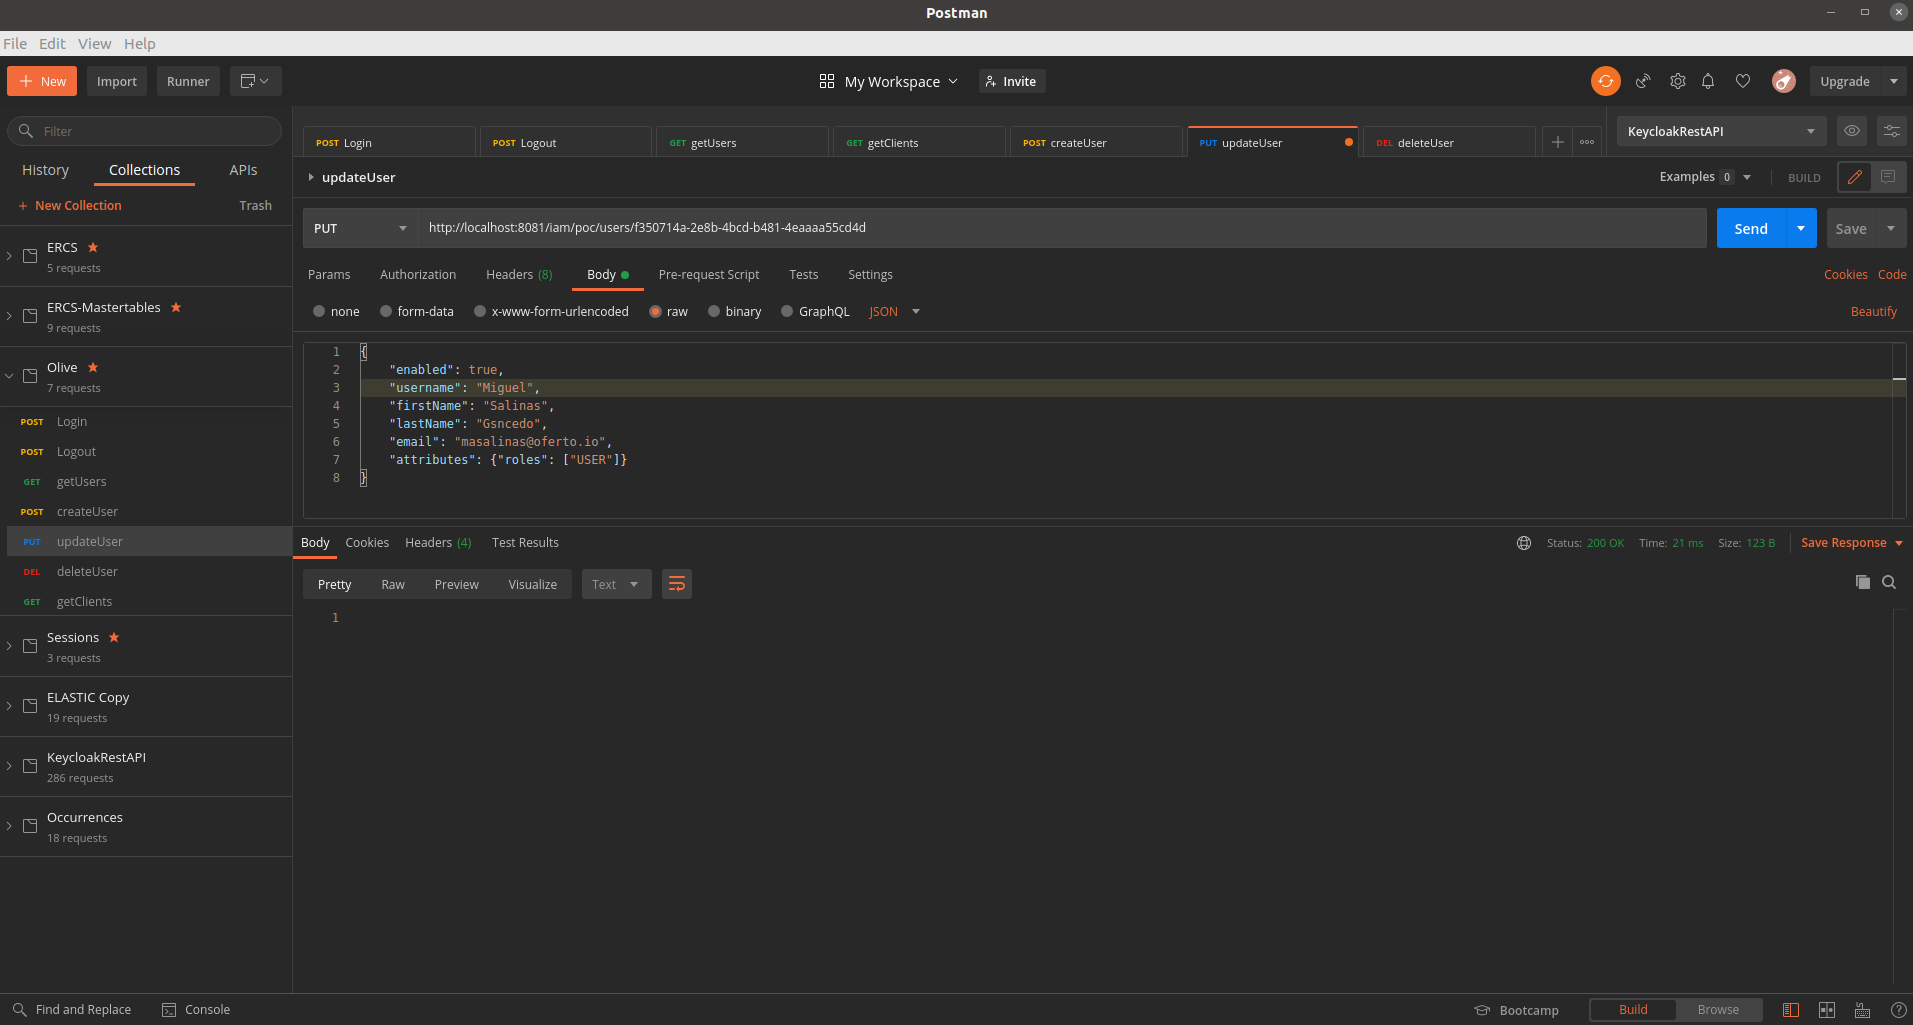 Postman
File Edit View Help
New Import Runner My Workspace Invite Upgrade
Filter
History Collections APIs
+ New Collection Trash
ERCS
5 requests
ERCS-Mastertables
9 requests
Olive
7 requests
POST Login
POST Logout
GET getUsers
POST createUser
PUT updateUser
DEL deleteUser
GET getClients
Sessions
3 requests
ELASTIC Copy
19 requests
KeycloakRestAPI
286 requests
Occurrences
18 requests
POST Login POST Logout GET getUsers GET getClients POST createUser PUT updateUser DEL deleteUser KeycloakRestAPI
updateUser Examples 0 BUILD
PUT http://localhost:8081/iam/poc/users/f350714a-2e8b-4bcd-b481-4eaaaa55cd4d Send Save
Params Authorization Headers (8) Body Pre-request Script Tests Settings Cookies Code
none form-data x-www-form-urlencoded raw binary GraphQL JSON Beautify
1 {
2 "enabled": true,
3 "username": "Miguel",
4 "firstName": "Salinas",
5 "lastName": "Gsncedo",
6 "email": "masalinas@oferto.io",
7 "attributes": {"roles": ["USER"]}
8 }
Body Cookies Headers (4) Test Results Status: 200 OK Time: 21 ms Size: 123 B Save Response
Pretty Raw Preview Visualize Text
1
Find and Replace Console Bootcamp Build Browse